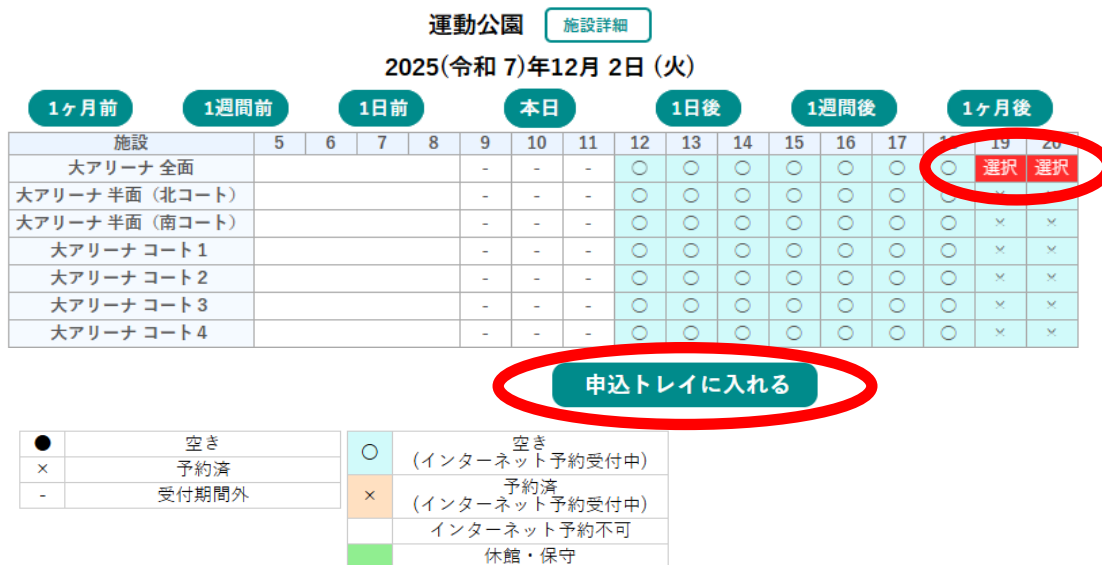 運動公園 施設詳細
2025(令和 7)年12月 2日 (火)
1ヶ月前 1週間前 1日前 本日 1日後 1週間後 1ヶ月後
施設 5 6 7 8 9 10 11 12 13 14 15 16 17 18 19 20
大アリーナ 全面 - - - ○ ○ ○ ○ ○ ○ ○ 選択 選択
大アリーナ 半面（北コート） - - - ○ ○ ○ ○ ○ ○ ○ × ×
大アリーナ 半面（南コート） - - - ○ ○ ○ ○ ○ ○ ○ × ×
大アリーナ コート1 - - - ○ ○ ○ ○ ○ ○ ○ × ×
大アリーナ コート2 - - - ○ ○ ○ ○ ○ ○ ○ × ×
大アリーナ コート3 - - - ○ ○ ○ ○ ○ ○ ○ × ×
大アリーナ コート4 - - - ○ ○ ○ ○ ○ ○ ○ × ×
申込トレイに入れる
● 空き
× 予約済
- 受付期間外
○ 空き
(インターネット予約受付中)
× 予約済
(インターネット予約受付中)
インターネット予約不可
休館・保守